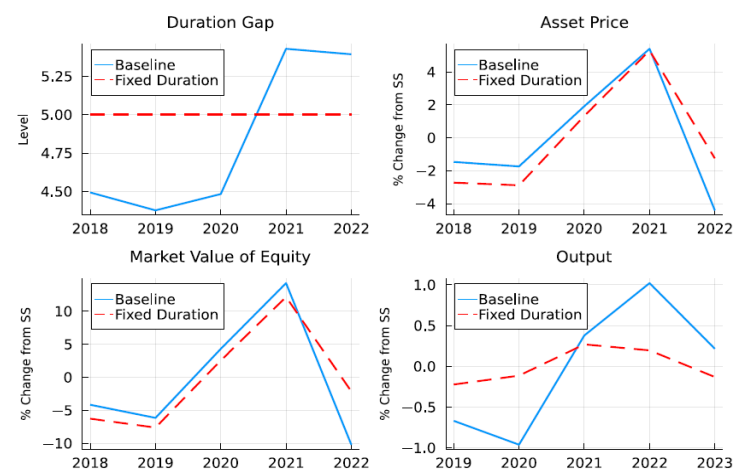 Duration Gap
Baseline
Fixed Duration
Level
5.25
5.00
4.75
4.50
2018 2019 2020 2021 2022
Asset Price
Baseline
Fixed Duration
% Change from SS
4
2
0
−2
−4
2018 2019 2020 2021 2022
Market Value of Equity
Baseline
Fixed Duration
% Change from SS
10
5
0
−5
−10
2018 2019 2020 2021 2022
Output
Baseline
Fixed Duration
% Change from SS
1.0
0.5
0.0
−0.5
−1.0
2019 2020 2021 2022 2023